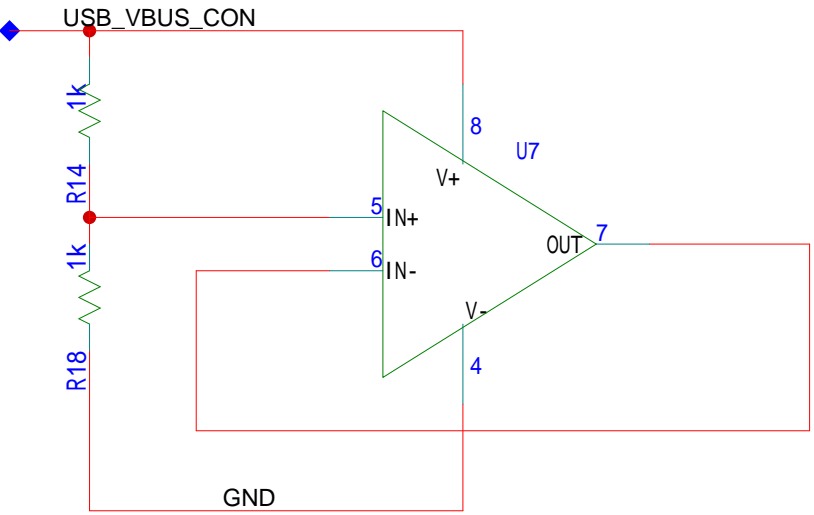 USB_VBUS_CON
1k
R14
8
U7
V+
5
IN+
6
IN-
OUT
7
1k
R18
V-
4
GND